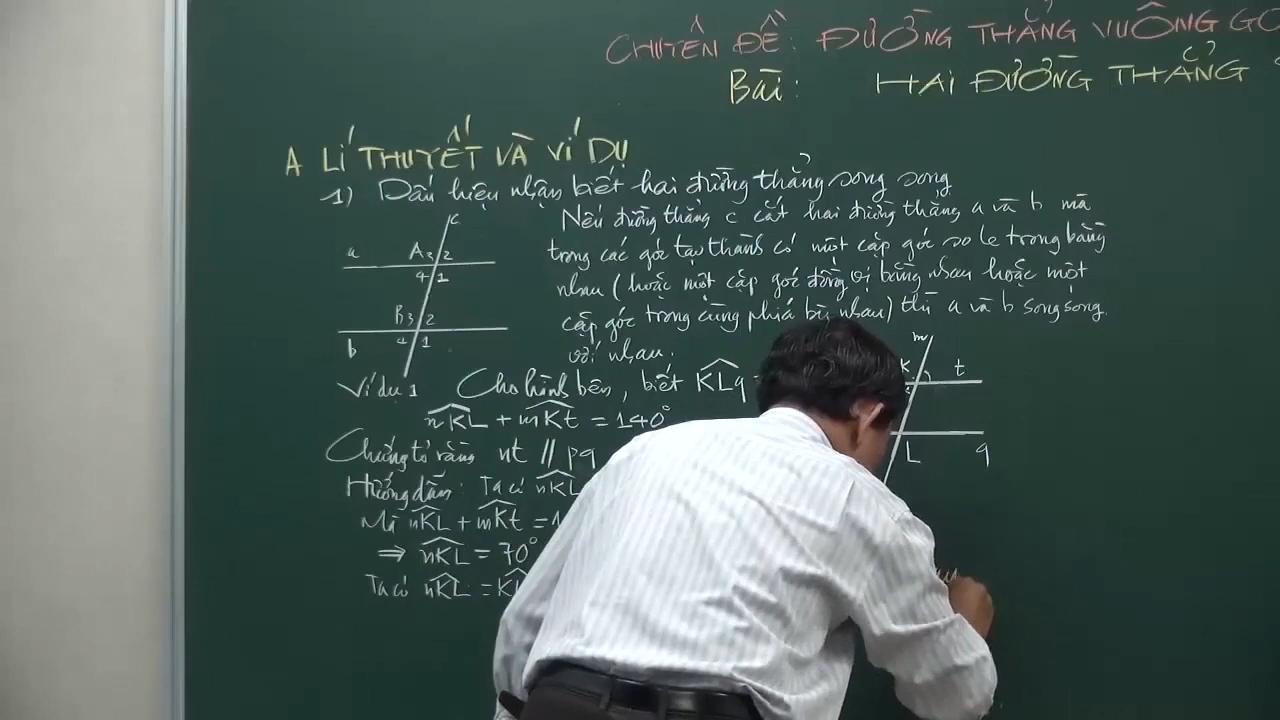 CHUYÊN ĐỀ: ĐƯỜNG THẲNG VUÔNG GÓ
Bài: HAI ĐƯỜNG THẲNG
A LÍ THUYẾT VÀ VÍ DỤ
1) Dấu hiệu nhận biết hai đường thẳng song song
Nếu đường thẳng c cắt hai đường thẳng a và b mà
trong các góc tạo thành có một cặp góc so le trong bằng
nhau (hoặc một cặp góc đồng vị bằng nhau hoặc một
cặp góc trong cùng phía bù nhau) thì a và b song song
với nhau.
c
a A 3 2
4 1
B 3 2
b 4 1
Ví dụ 1 Cho hình bên, biết KLq
nKL + mKt = 140°
Chứng tỏ rằng nt // pq
Hướng dẫn: Ta có nKL
Mà nKL + mKt =
⇒ nKL = 70°
Ta có nKL =
m
K t
L q